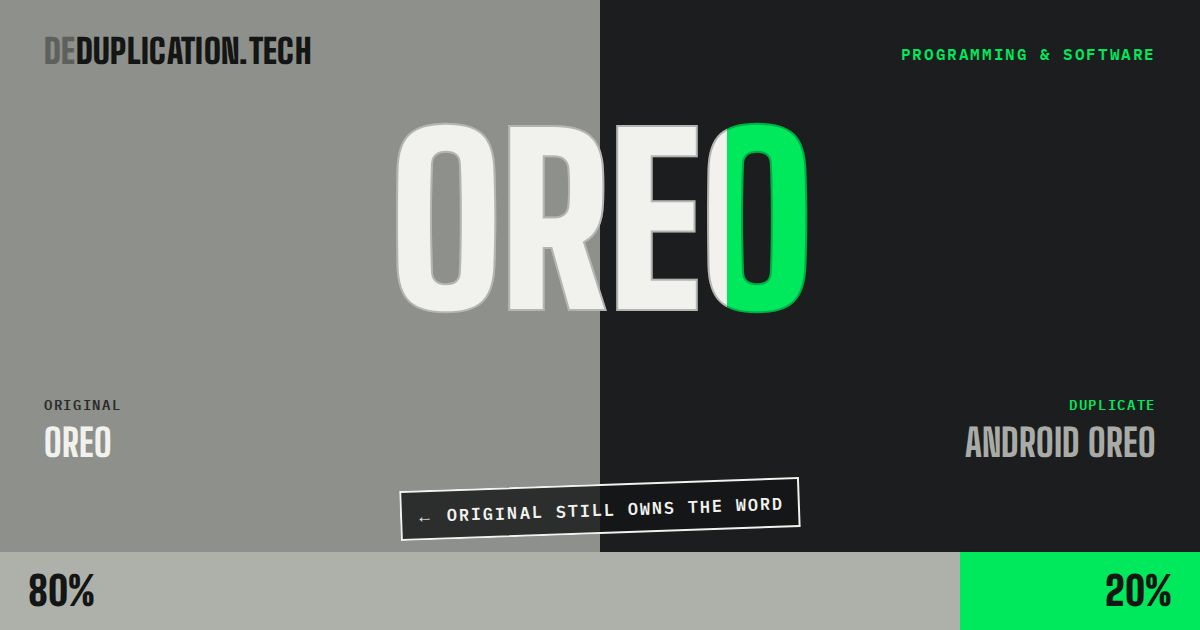 DEDUPLICATION.TECH
PROGRAMMING & SOFTWARE
OREO
ORIGINAL
OREO
DUPLICATE
ANDROID OREO
← ORIGINAL STILL OWNS THE WORD
80%
20%